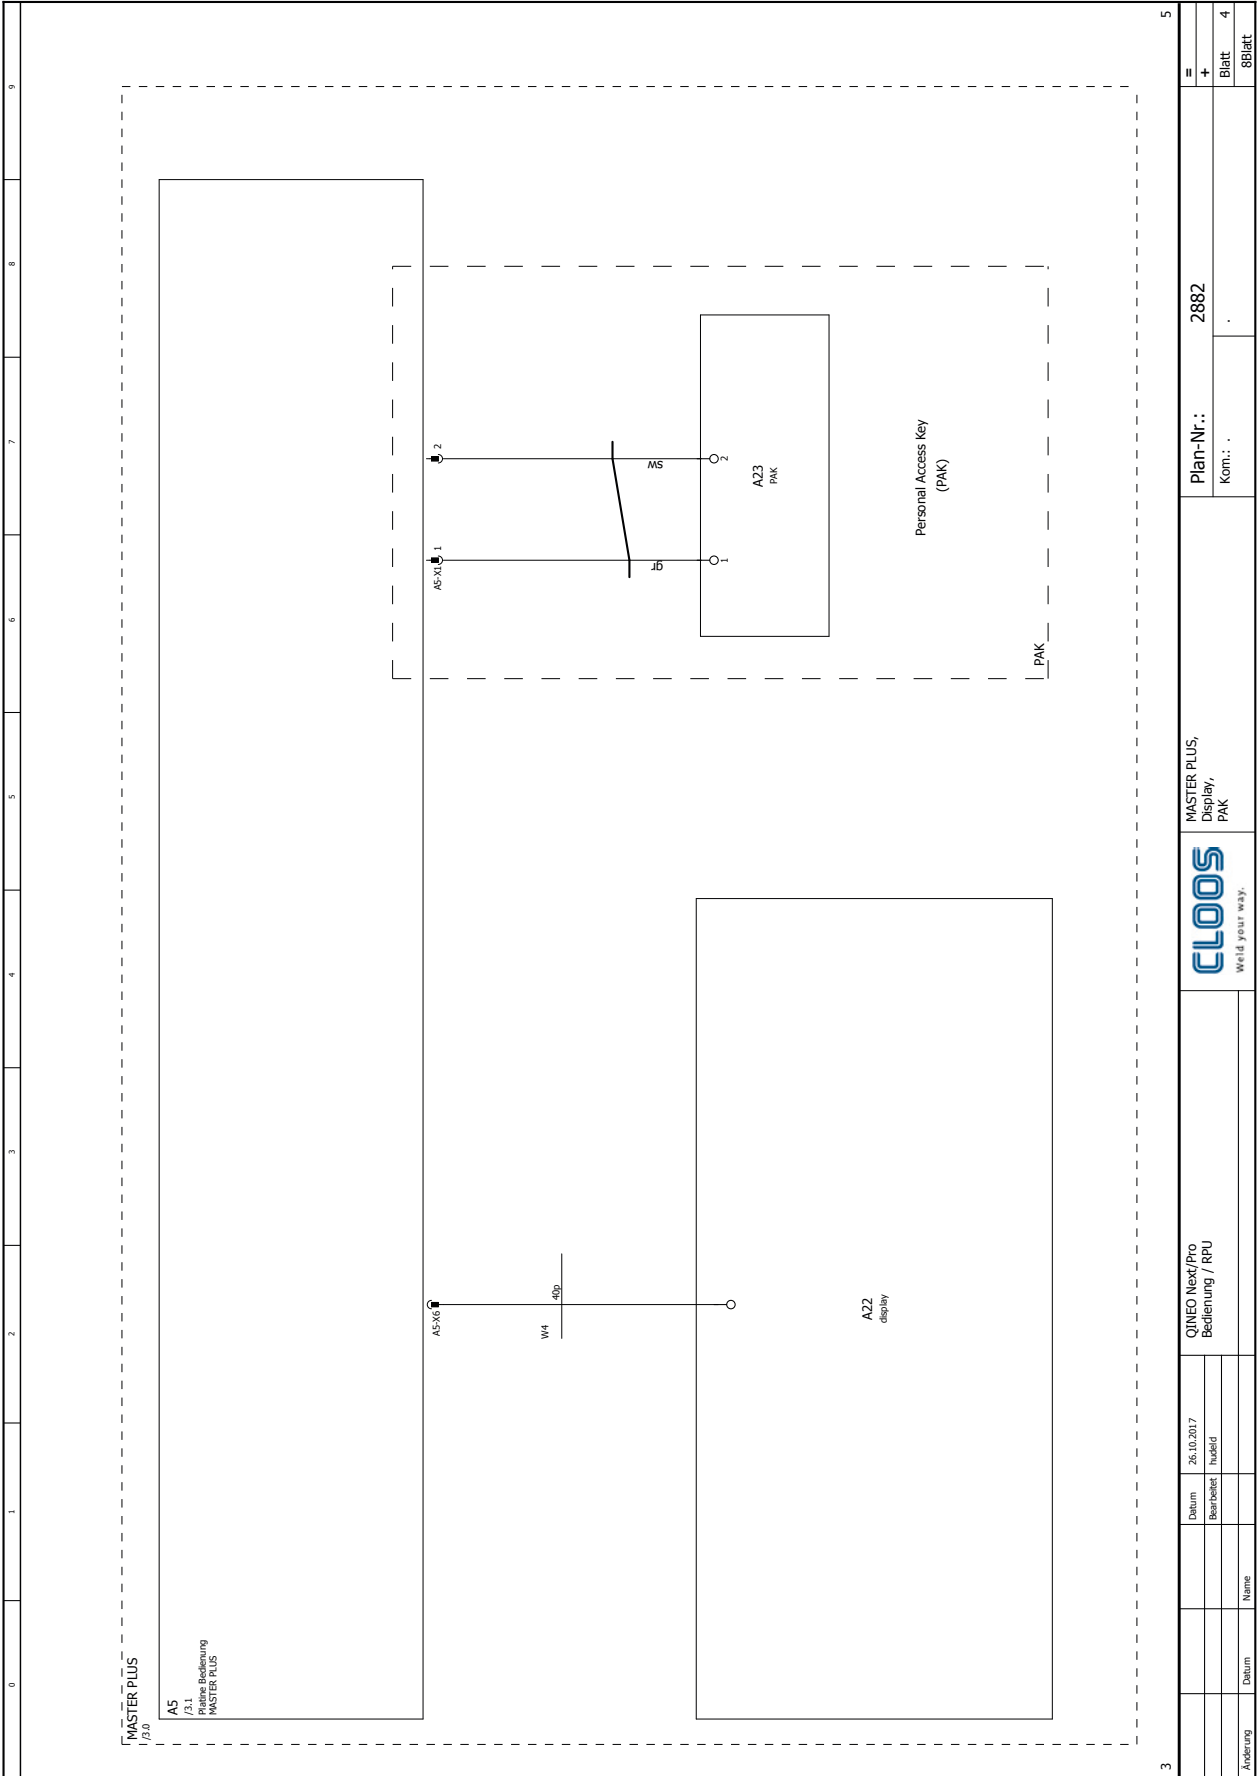 0
1
2
3
4
5
6
7
8
9
MASTER PLUS
/3.0
A5
/3.1
Platine Bedienung
MASTER PLUS
A5-X6
W4
40p
A22
display
A5-X1
1
2
gr
sw
1
2
A23
PAK
Personal Access Key
(PAK)
PAK
3
5
Änderung
Datum
Name
Datum
26.10.2017
Bearbeitet
hudeld
QINEO Next/Pro
Bedienung / RPU
CLOOS
Weld your way.
MASTER PLUS,
Display,
PAK
Plan-Nr.:
2882
Kom.: .
.
=
+
Blatt
4
8Blatt